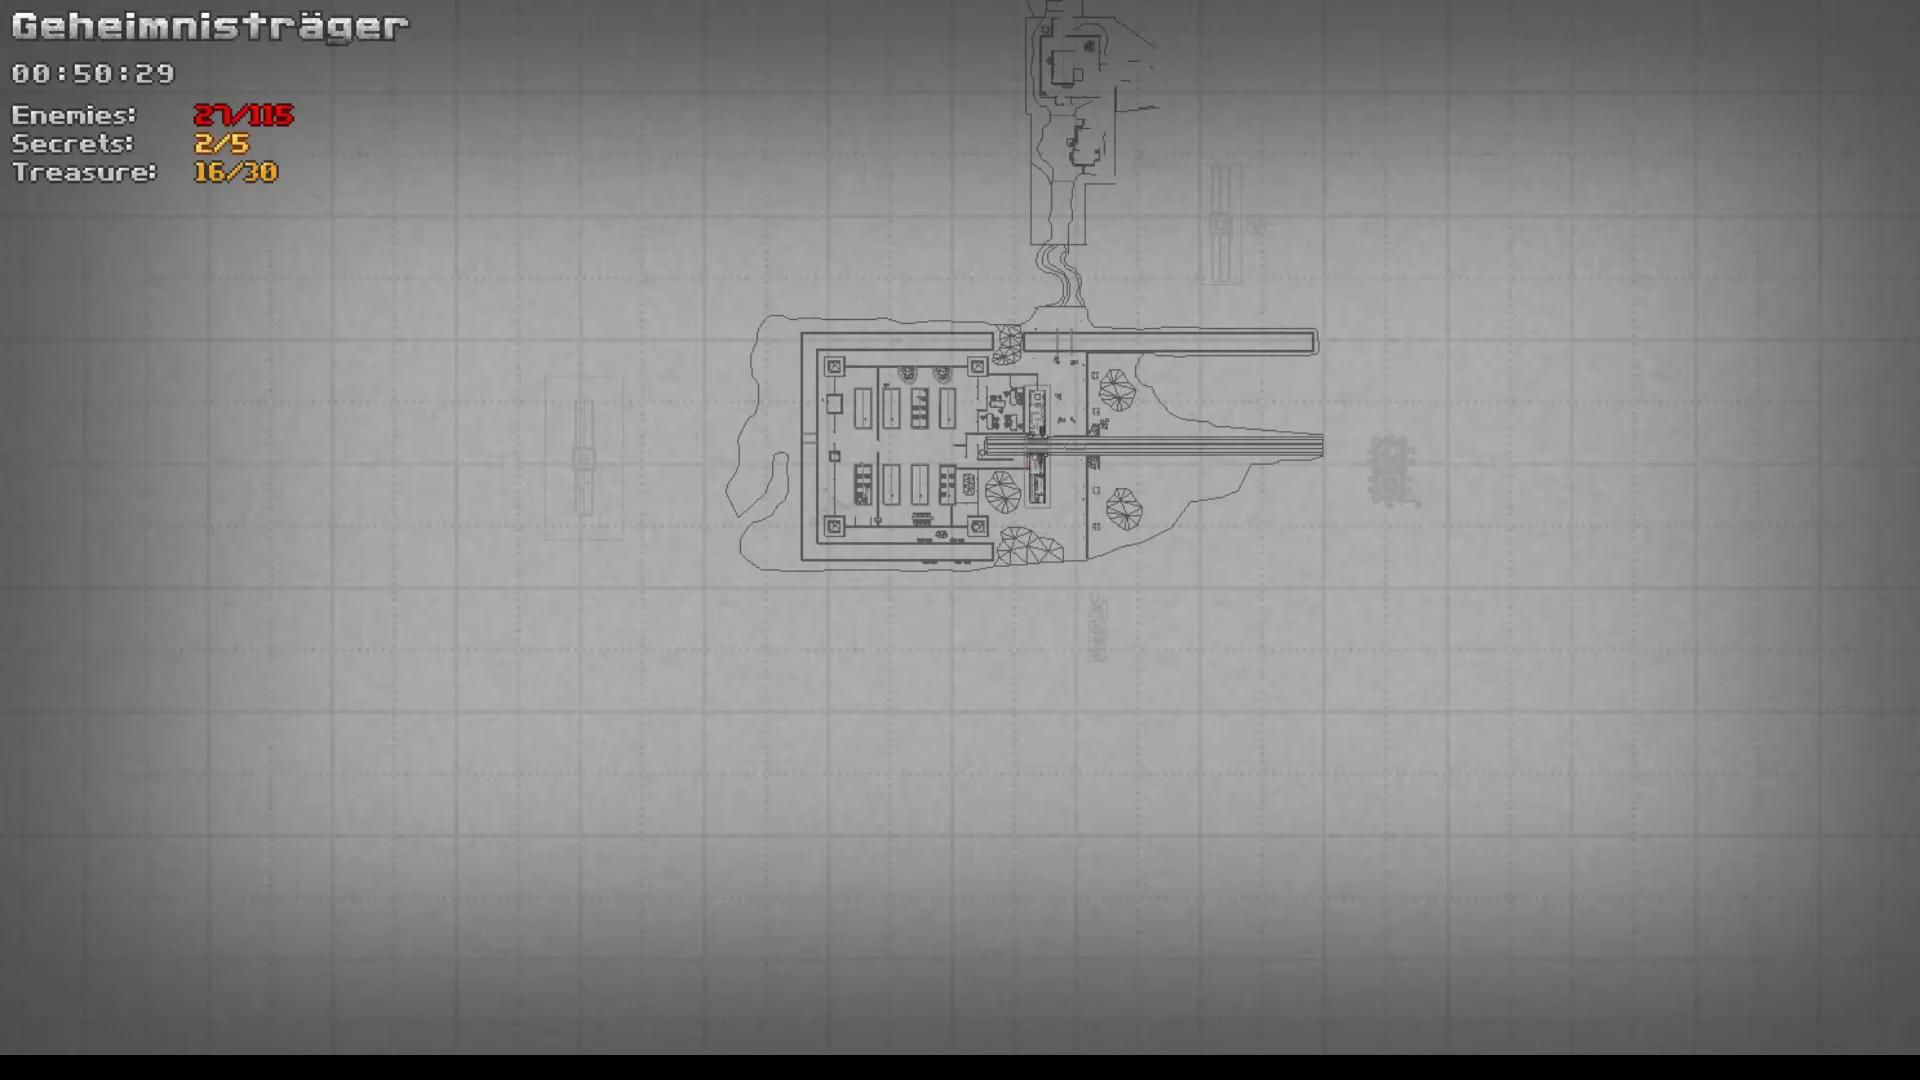 Geheimnisträger
00:50:29
Enemies: 27/115
Secrets: 2/5
Treasure: 16/30